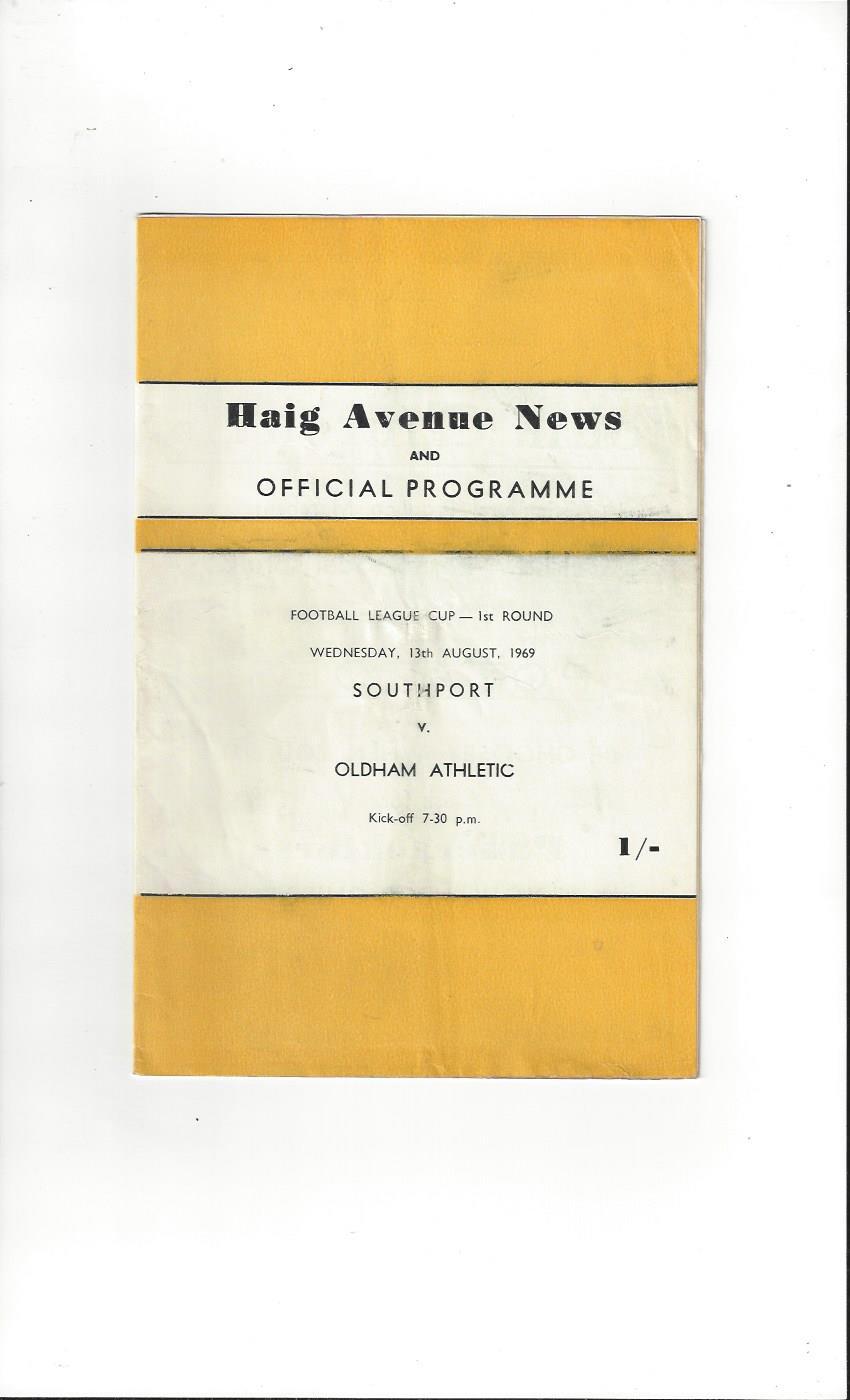 Haig Avenue News
AND
OFFICIAL PROGRAMME
FOOTBALL LEAGUE CUP — 1st ROUND
WEDNESDAY, 13th AUGUST, 1969
SOUTHPORT
v.
OLDHAM ATHLETIC
Kick-off 7-30 p.m.
1/-